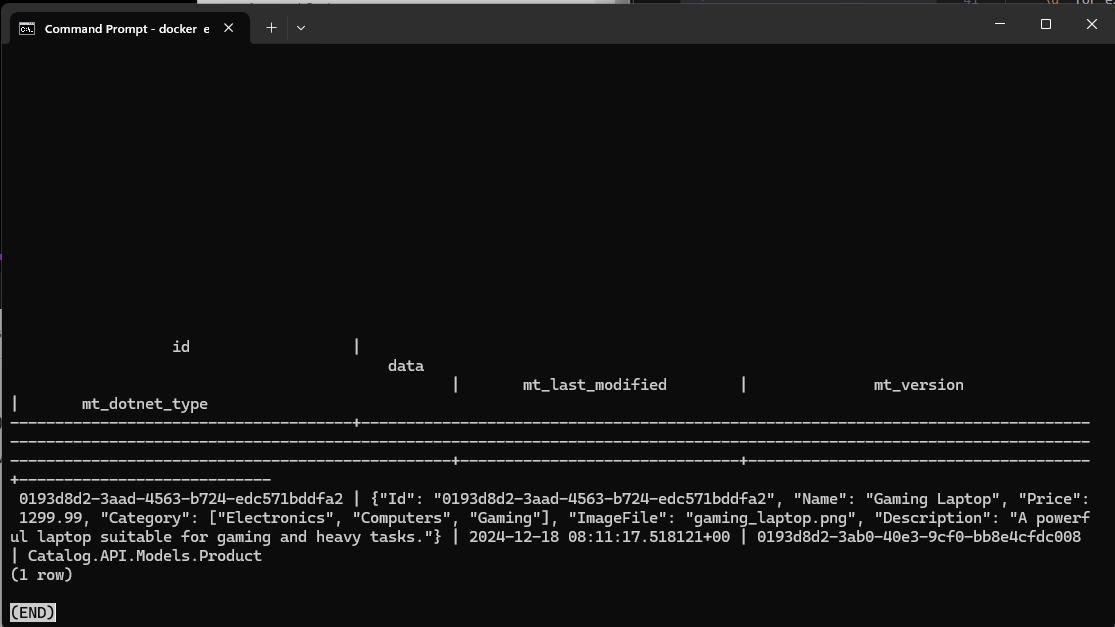 Command Prompt - docker e
id |
data
| mt_last_modified | mt_version
| mt_dotnet_type
--------------------------------------+---------------------------------------------------------------------------------
------------------------------------------------------------------------------------------------------------------------
-------------------------------------------------+-------------------------------+--------------------------------------
+----------------------------
0193d8d2-3aad-4563-b724-edc571bddfa2 | {"Id": "0193d8d2-3aad-4563-b724-edc571bddfa2", "Name": "Gaming Laptop", "Price":
1299.99, "Category": ["Electronics", "Computers", "Gaming"], "ImageFile": "gaming_laptop.png", "Description": "A powerf
ul laptop suitable for gaming and heavy tasks."} | 2024-12-18 08:11:17.518121+00 | 0193d8d2-3ab0-40e3-9cf0-bb8e4cfdc008
| Catalog.API.Models.Product
(1 row)
(END)